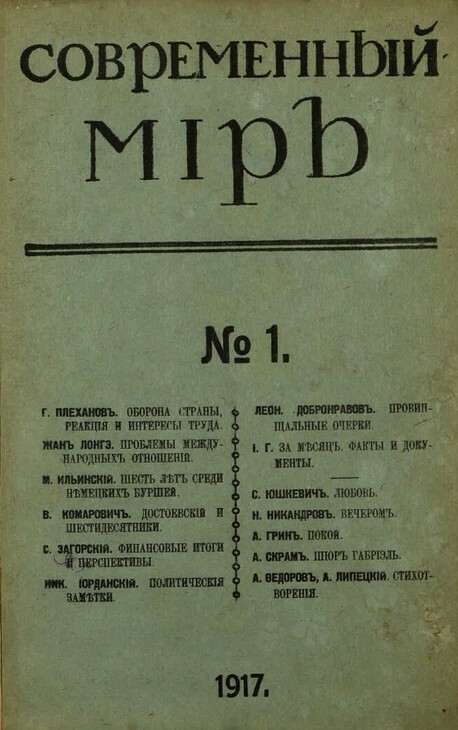 СОВРЕМЕННЫЙ
МІРЪ
№ 1.
Г. ПЛЕХАНОВЪ. ОБОРОНА СТРАНЫ,
РЕАКЦІЯ И ИНТЕРЕСЫ ТРУДА.
ЖАНЪ ЛОНГЭ. ПРОБЛЕМЫ МЕЖДУ-
НАРОДНЫХЪ ОТНОШЕНІЙ.
М. ИЛЬИНСКІЙ. ШЕСТЬ ЛѢТЪ СРЕДИ
НѢМЕЦКИХЪ БУРШЕЙ.
В. КОМАРОВИЧЪ. ДОСТОЕВСКІЙ И
ШЕСТИДЕСЯТНИКИ.
С. ЗАГОРСКІЙ. ФИНАНСОВЫЕ ИТОГИ
И ПЕРСПЕКТИВЫ.
НИК. ІОРДАНСКІЙ. ПОЛИТИЧЕСКІЯ
ЗАМѢТКИ.
ЛЕОН. ДОБРОНРАВОВЪ. ПРОВИН-
ЩАЛЬНЫЕ ОЧЕРКИ.
І. Г. ЗА МѢСЯЦЪ. ФАКТЫ И ДОКУ-
МЕНТЫ.
С. ЮШКЕВИЧЪ. ЛЮБОВЬ.
Н. НИКАНДРОВЪ. ВЕЧЕРОМЪ.
А. ГРИНЪ. ПОКОЙ.
А. СКРАМЪ. ШЮРЪ ГАБРІЭЛЬ.
А. ѲЕДОРОВЪ, А. ЛИПЕЦКІЙ. СТИХОТ-
ВОРЕНІЯ.
1917.